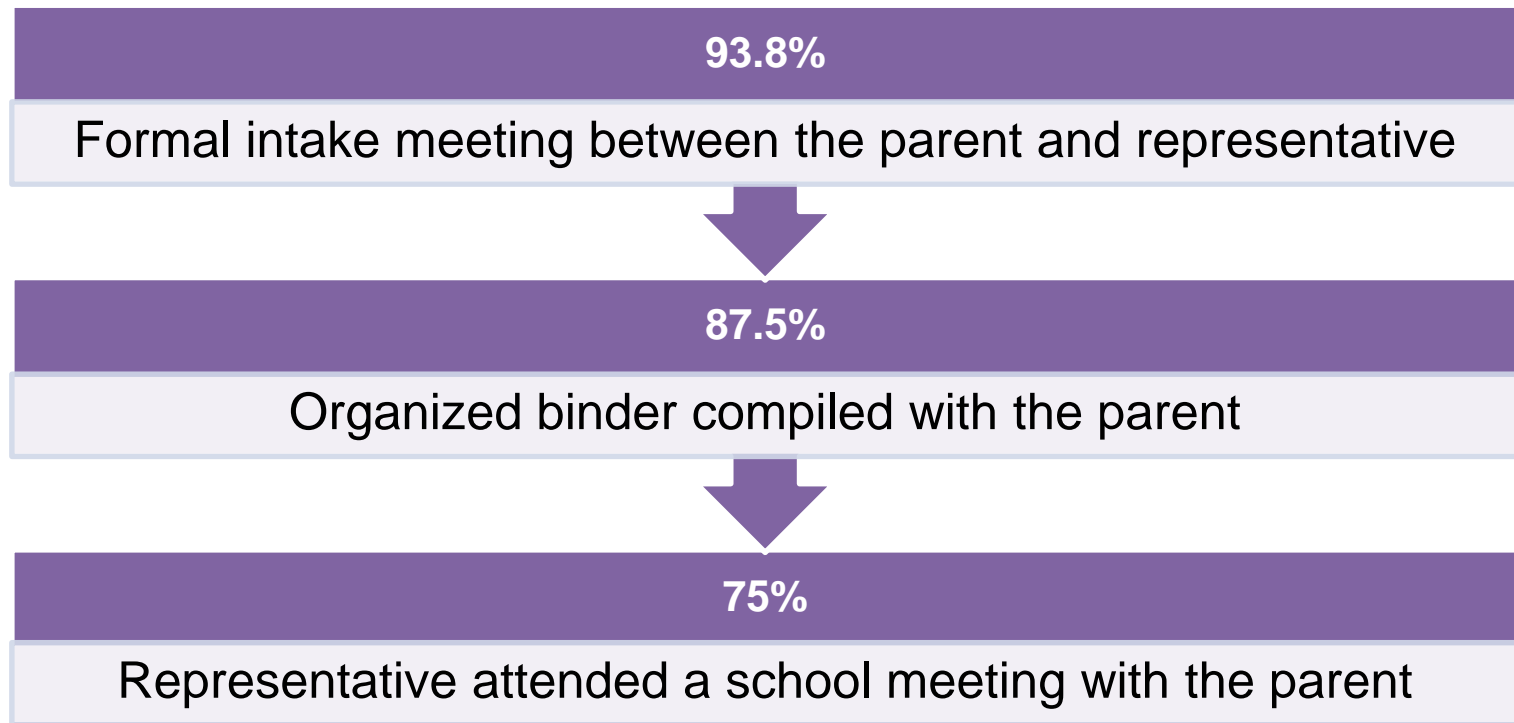 93.8%
Formal intake meeting between the parent and representative
87.5%
Organized binder compiled with the parent
75%
Representative attended a school meeting with the parent